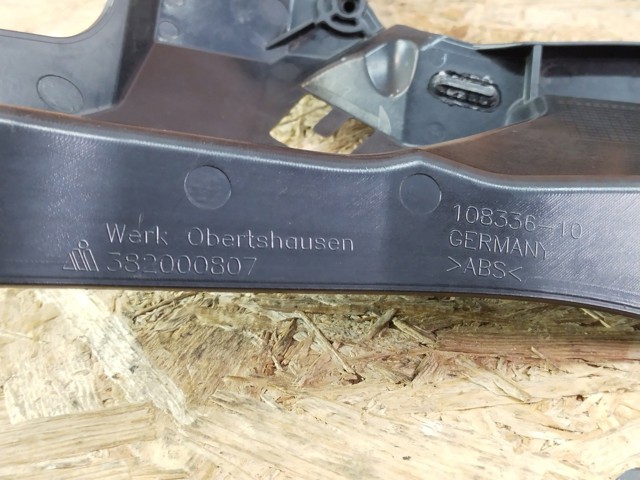 Werk Obertshausen
382000807
108336-10
GERMANY
>ABS<